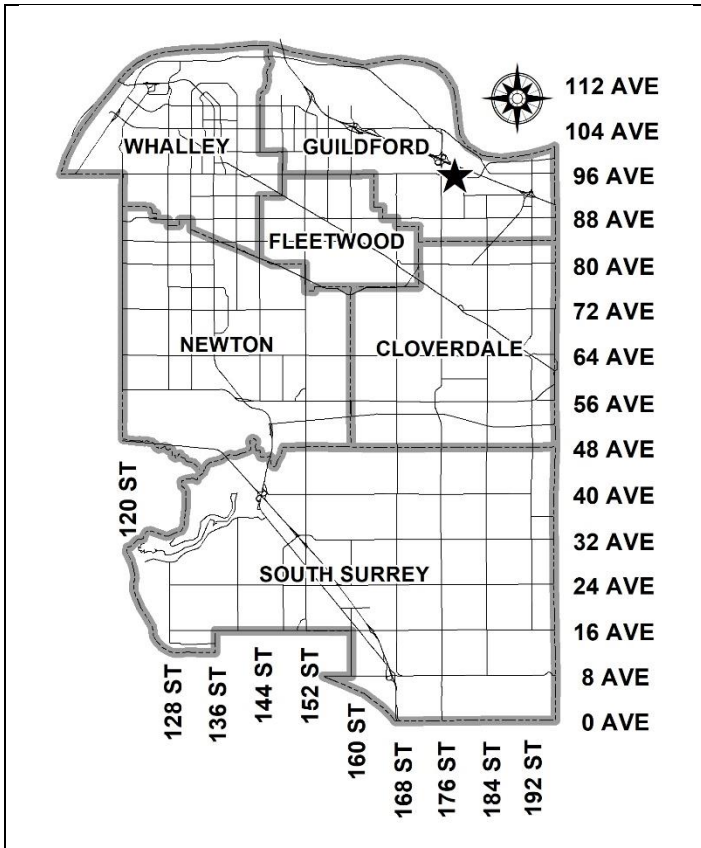 112 AVE
104 AVE
WHALLEY
GUILDFORD
96 AVE
88 AVE
FLEETWOOD
80 AVE
72 AVE
NEWTON
CLOVERDALE
64 AVE
56 AVE
48 AVE
120 ST
40 AVE
32 AVE
SOUTH SURREY
24 AVE
16 AVE
8 AVE
0 AVE
128 ST
136 ST
144 ST
152 ST
160 ST
168 ST
176 ST
184 ST
192 ST